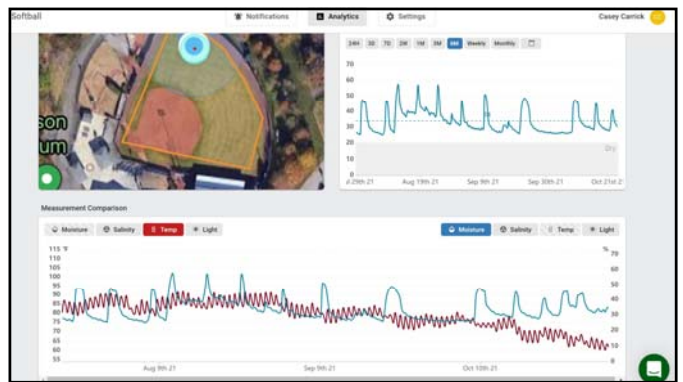 Softball
Notifications
Analytics
Settings
Casey Carrick
son
um
24H 3D 7D 2W 1M 3M 6M Weekly Monthly
70
60
50
40
30
20
10
0
Dry
Aug 19th 21
Sep 9th 21
Sep 30th 21
Oct 21st 2
Measurement Comparison
Moisture
Salinity
Temp
Light
Moisture
Salinity
Temp
Light
115 °F
110
105
100
95
90
85
80
75
70
65
60
55
%
70
60
50
40
30
20
10
0
Aug 9th 21
Sep 9th 21
Oct 10th 21